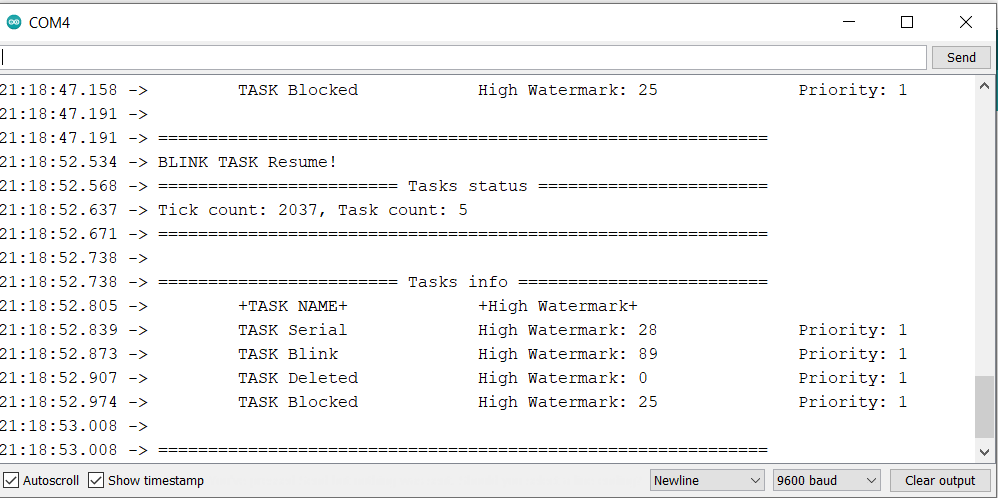 COM4
Send
21:18:47.158 -> TASK Blocked High Watermark: 25 Priority: 1
21:18:47.191 ->
21:18:47.191 -> =============================================================
21:18:52.534 -> BLINK TASK Resume!
21:18:52.568 -> ======================== Tasks status =======================
21:18:52.637 -> Tick count: 2037, Task count: 5
21:18:52.671 -> =============================================================
21:18:52.738 ->
21:18:52.738 -> ======================== Tasks info =========================
21:18:52.805 -> +TASK NAME+ +High Watermark+
21:18:52.839 -> TASK Serial High Watermark: 28 Priority: 1
21:18:52.873 -> TASK Blink High Watermark: 89 Priority: 1
21:18:52.907 -> TASK Deleted High Watermark: 0 Priority: 1
21:18:52.974 -> TASK Blocked High Watermark: 25 Priority: 1
21:18:53.008 ->
21:18:53.008 -> =============================================================
Autoscroll Show timestamp Newline 9600 baud Clear output